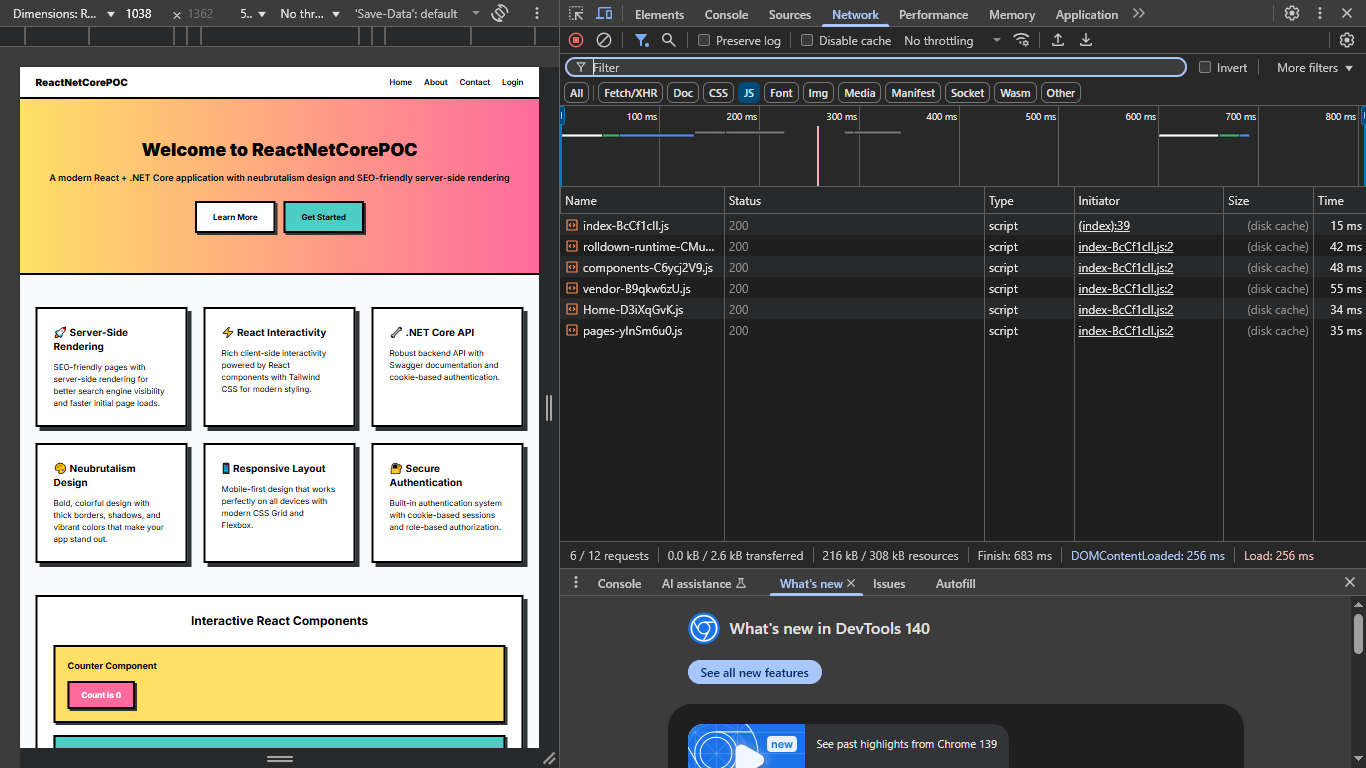 Dimensions: R... 1038 × 1362 5... No thr... 'Save-Data': default
ReactNetCorePOC
Home About Contact Login
Welcome to ReactNetCorePOC
A modern React + .NET Core application with neubrutalism design and SEO-friendly server-side rendering
Learn More Get Started
🚀 Server-Side
Rendering
SEO-friendly pages with
server-side rendering for
better search engine visibility
and faster initial page loads.
⚡ React Interactivity
Rich client-side interactivity
powered by React
components with Tailwind
CSS for modern styling.
.NET Core API
Robust backend API with
Swagger documentation and
cookie-based authentication.
🎨 Neubrutalism
Design
Bold, colorful design with
thick borders, shadows, and
vibrant colors that make your
app stand out.
📱 Responsive Layout
Mobile-first design that works
perfectly on all devices with
modern CSS Grid and
Flexbox.
🔐 Secure
Authentication
Built-in authentication system
with cookie-based sessions
and role-based authorization.
Interactive React Components
Counter Component
Count is 0
Elements Console Sources Network Performance Memory Application
Preserve log Disable cache No throttling
Filter Invert More filters
All Fetch/XHR Doc CSS JS Font Img Media Manifest Socket Wasm Other
100 ms 200 ms 300 ms 400 ms 500 ms 600 ms 700 ms 800 ms
Name Status Type Initiator Size Time
index-BcCf1cII.js 200 script (index):39 (disk cache) 15 ms
rolldown-runtime-CMu... 200 script index-BcCf1cII.js:2 (disk cache) 42 ms
components-C6ycj2V9.js 200 script index-BcCf1cII.js:2 (disk cache) 48 ms
vendor-B9qkw6zU.js 200 script index-BcCf1cII.js:2 (disk cache) 55 ms
Home-D3iXqGvK.js 200 script index-BcCf1cII.js:2 (disk cache) 34 ms
pages-yInSm6u0.js 200 script index-BcCf1cII.js:2 (disk cache) 35 ms
6 / 12 requests 0.0 kB / 2.6 kB transferred 216 kB / 308 kB resources Finish: 683 ms DOMContentLoaded: 256 ms Load: 256 ms
Console AI assistance What's new Issues Autofill
What's new in DevTools 140
See all new features
new
See past highlights from Chrome 139